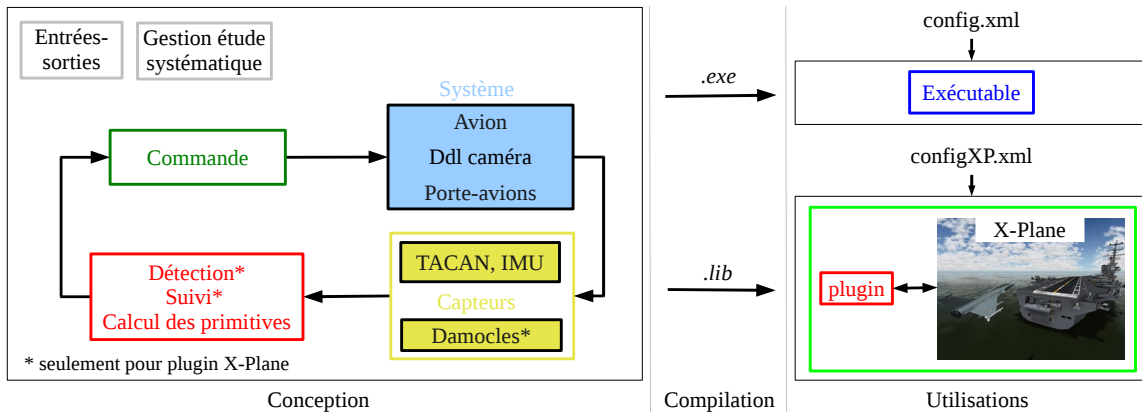 Entrées-
sorties
Gestion étude
systématique
Système
Avion
Ddl caméra
Porte-avions
Commande
Détection*
Suivi*
Calcul des primitives
TACAN, IMU
Capteurs
Damocles*
* seulement pour plugin X-Plane
Conception
.exe
.lib
Compilation
config.xml
Exécutable
configXP.xml
X-Plane
plugin
Utilisations